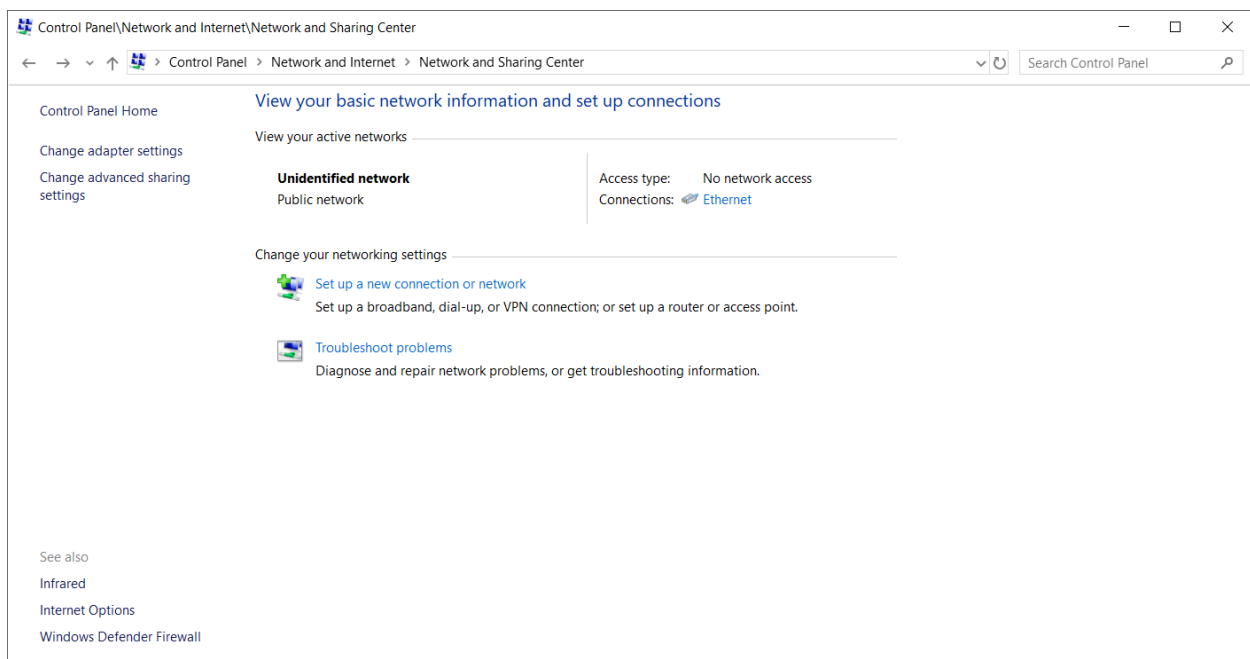 Control Panel\Network and Internet\Network and Sharing Center
Control Panel > Network and Internet > Network and Sharing Center
Search Control Panel
Control Panel Home
Change adapter settings
Change advanced sharing
settings
View your basic network information and set up connections
View your active networks
Unidentified network
Public network
Access type: No network access
Connections: Ethernet
Change your networking settings
Set up a new connection or network
Set up a broadband, dial-up, or VPN connection; or set up a router or access point.
Troubleshoot problems
Diagnose and repair network problems, or get troubleshooting information.
See also
Infrared
Internet Options
Windows Defender Firewall